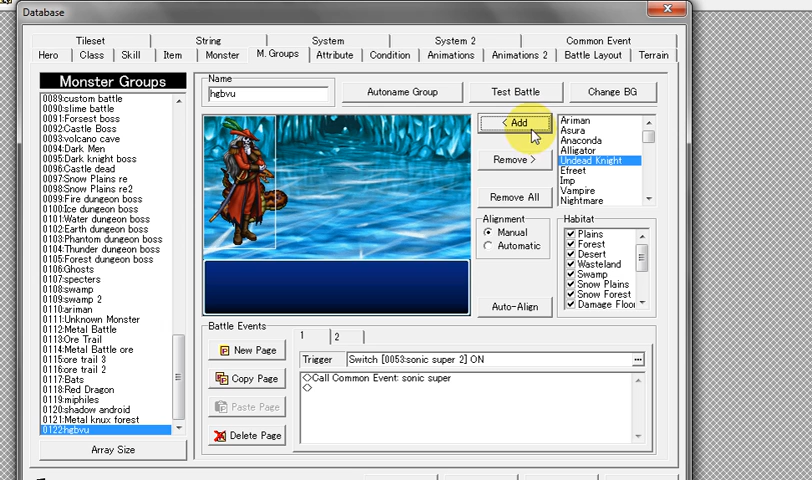 Database
Tileset String System System 2 Common Event
Hero Class Skill Item Monster M. Groups Attribute Condition Animations Animations 2 Battle Layout Terrain
Monster Groups
0089:custom battle
0090:slime battle
0091:Forsest boss
0092:Castle Boss
0093:volcano cave
0094:Dark Men
0095:Dark knight boss
0096:Castle dead
0097:Snow Plains re
0098:Snow Plains re2
0099:Fire dungeon boss
0100:Ice dungeon boss
0101:Water dungeon boss
0102:Earth dungeon boss
0103:Phantom dungeon boss
0104:Thunder dungeon boss
0105:Forest dungeon boss
0106:Ghosts
0107:specters
0108:swamp
0109:swamp 2
0110:ariman
0111:Unknown Monster
0112:Metal Battle
0113:Ore Trail
0114:Metal Battle ore
0115:ore trail 3
0116:ore trail 2
0117:Bats
0118:Red Dragon
0119:miphiles
0120:shadow android
0121:Metal knux forest
0122:hgbvu
Array Size
Name
hgbvu
Autoname Group
Test Battle
Change BG
< Add
Remove >
Remove All
Ariman
Asura
Anaconda
Alligator
Undead Knight
Efreet
Imp
Vampire
Nightmare
Alignment
Manual
Automatic
Auto-Align
Habitat
Plains
Forest
Desert
Wasteland
Swamp
Snow Plains
Snow Forest
Damage Floor
Battle Events
New Page
Copy Page
Paste Page
Delete Page
1 2
Trigger Switch [0053:sonic super 2] ON ...
◇Call Common Event: sonic super
◇